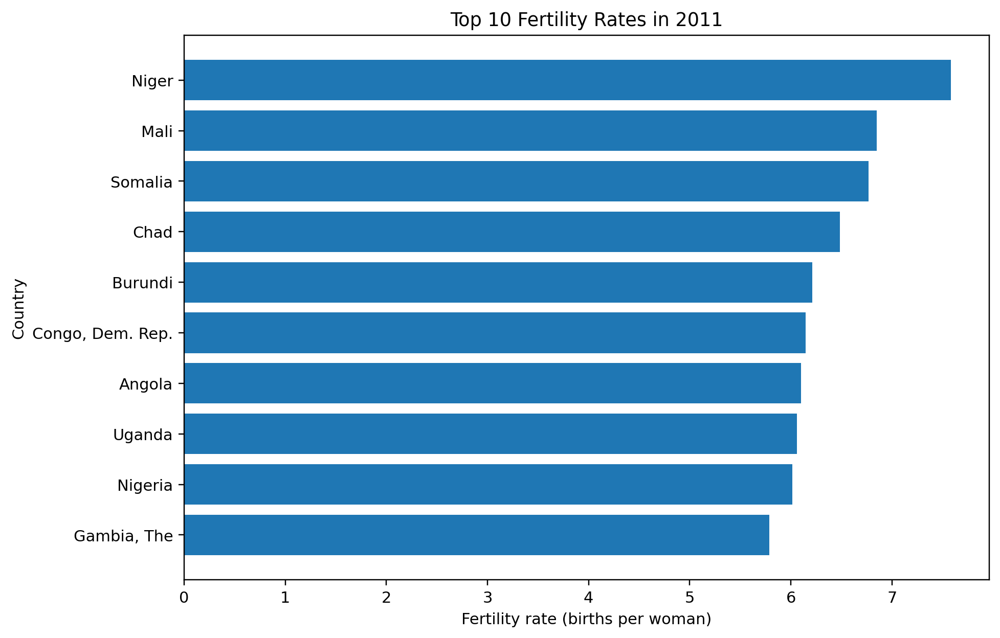 Top 10 Fertility Rates in 2011
Country
Niger
Mali
Somalia
Chad
Burundi
Congo, Dem. Rep.
Angola
Uganda
Nigeria
Gambia, The
0 1 2 3 4 5 6 7
Fertility rate (births per woman)